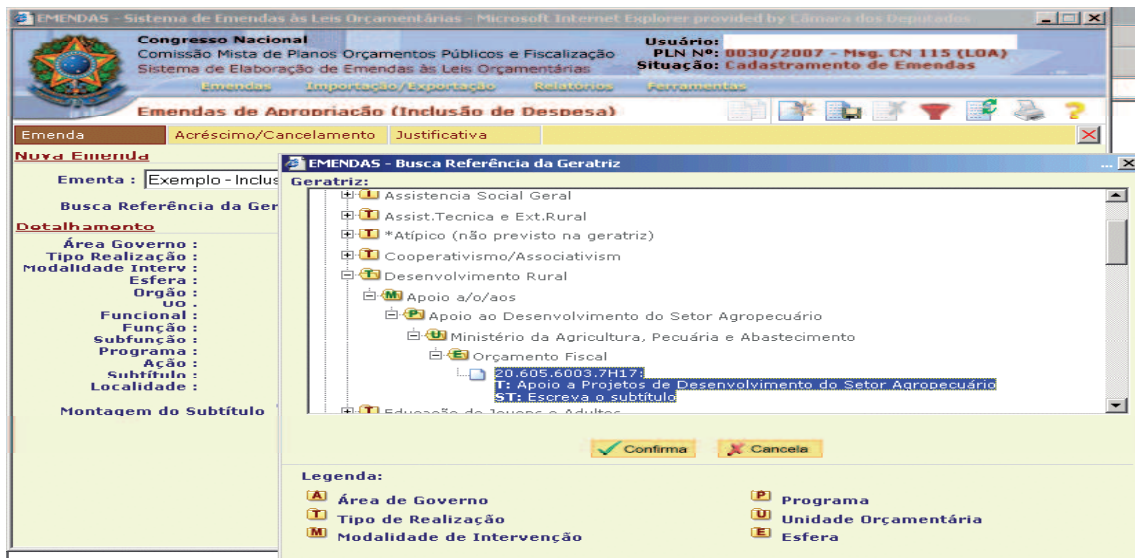 EMENDAS - Sistema de Emendas às Leis Orçamentárias - Microsoft Internet Explorer provided by Câmara dos Deputados
Congresso Nacional
Comissão Mista de Planos Orçamentos Públicos e Fiscalização
Sistema de Elaboração de Emendas às Leis Orçamentárias
Usuário:
PLN Nº: 0030/2007 - Msg. CN 115 (LOA)
Situação: Cadastramento de Emendas
Emendas Importação/Exportação Relatórios Ferramentas
Emendas de Apropriação (Inclusão de Despesa)
Emenda Acréscimo/Cancelamento Justificativa
Nova Emenda
Ementa : Exemplo - Inclus
Busca Referência da Ger
Detalhamento
Área Governo :
Tipo Realização :
Modalidade Interv :
Esfera :
Orgão :
UO :
Funcional :
Função :
Subfunção :
Programa :
Ação :
Subtítulo :
Localidade :
Montagem do Subtítulo
EMENDAS - Busca Referência da Geratriz
Geratriz:
T Assistencia Social Geral
T Assist.Tecnica e Ext.Rural
T *Atípico (não previsto na geratriz)
T Cooperativismo/Associativism
T Desenvolvimento Rural
M Apoio a/o/aos
P Apoio ao Desenvolvimento do Setor Agropecuário
U Ministério da Agricultura, Pecuária e Abastecimento
E Orçamento Fiscal
20.605.6003.7H17:
T: Apoio a Projetos de Desenvolvimento do Setor Agropecuário
ST: Escreva o subtítulo
T Educação de Jovens e Adultos
Confirma Cancela
Legenda:
A Área de Governo
T Tipo de Realização
M Modalidade de Intervenção
P Programa
U Unidade Orçamentária
E Esfera